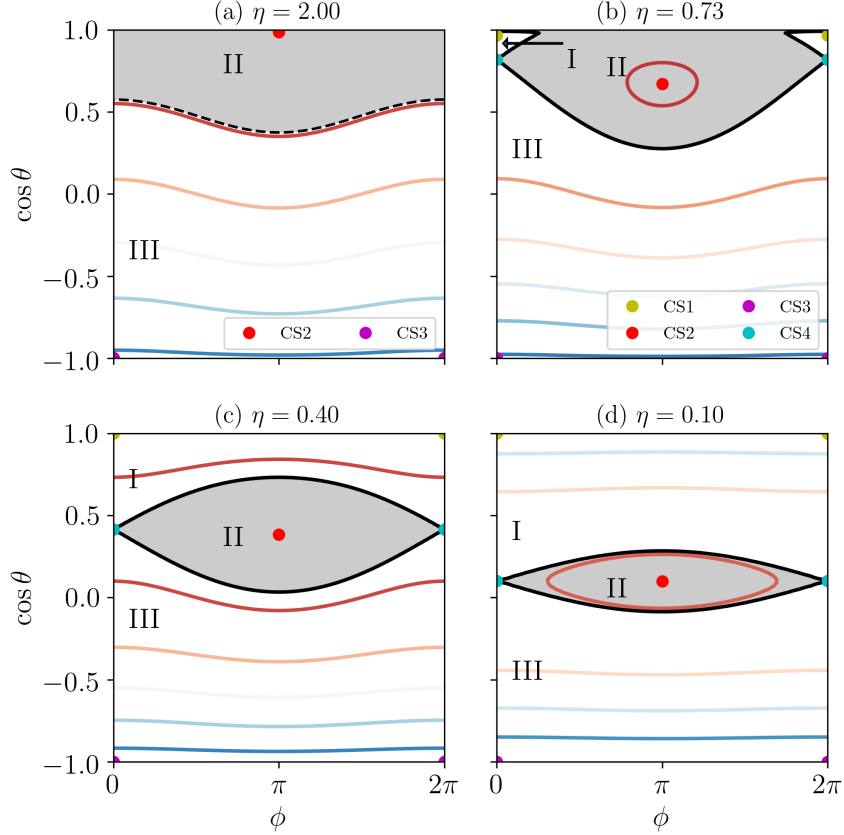 (a) η = 2.00
(b) η = 0.73
cos θ
1.0
0.5
0.0
−0.5
−1.0
II
III
CS2
CS3
I
II
III
CS1
CS2
CS3
CS4
(c) η = 0.40
(d) η = 0.10
cos θ
1.0
0.5
0.0
−0.5
−1.0
I
II
III
I
II
III
0
π
2π
0
π
2π
ϕ
ϕ